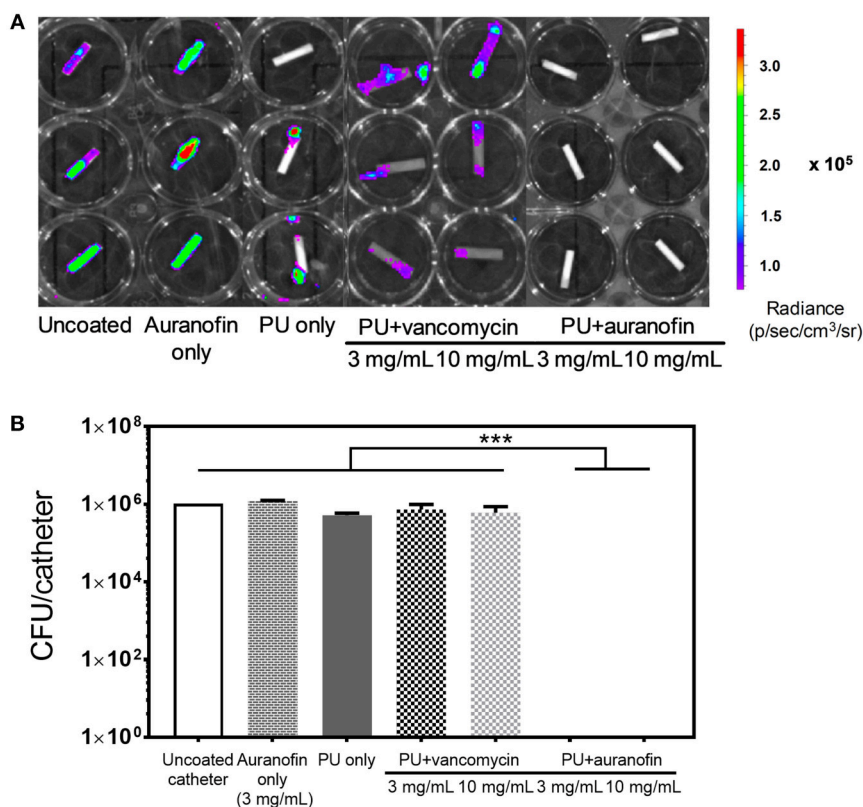 A
3.0
2.5
2.0
x 10⁵
1.5
1.0
Radiance
(p/sec/cm³/sr)
Uncoated Auranofin only PU only PU+vancomycin PU+auranofin
3 mg/mL 10 mg/mL 3 mg/mL 10 mg/mL
B
***
CFU/catheter
1×10⁸
1×10⁶
1×10⁴
1×10²
1×10⁰
Uncoated catheter
Auranofin only (3 mg/mL)
PU only
PU+vancomycin
PU+auranofin
3 mg/mL 10 mg/mL 3 mg/mL 10 mg/mL